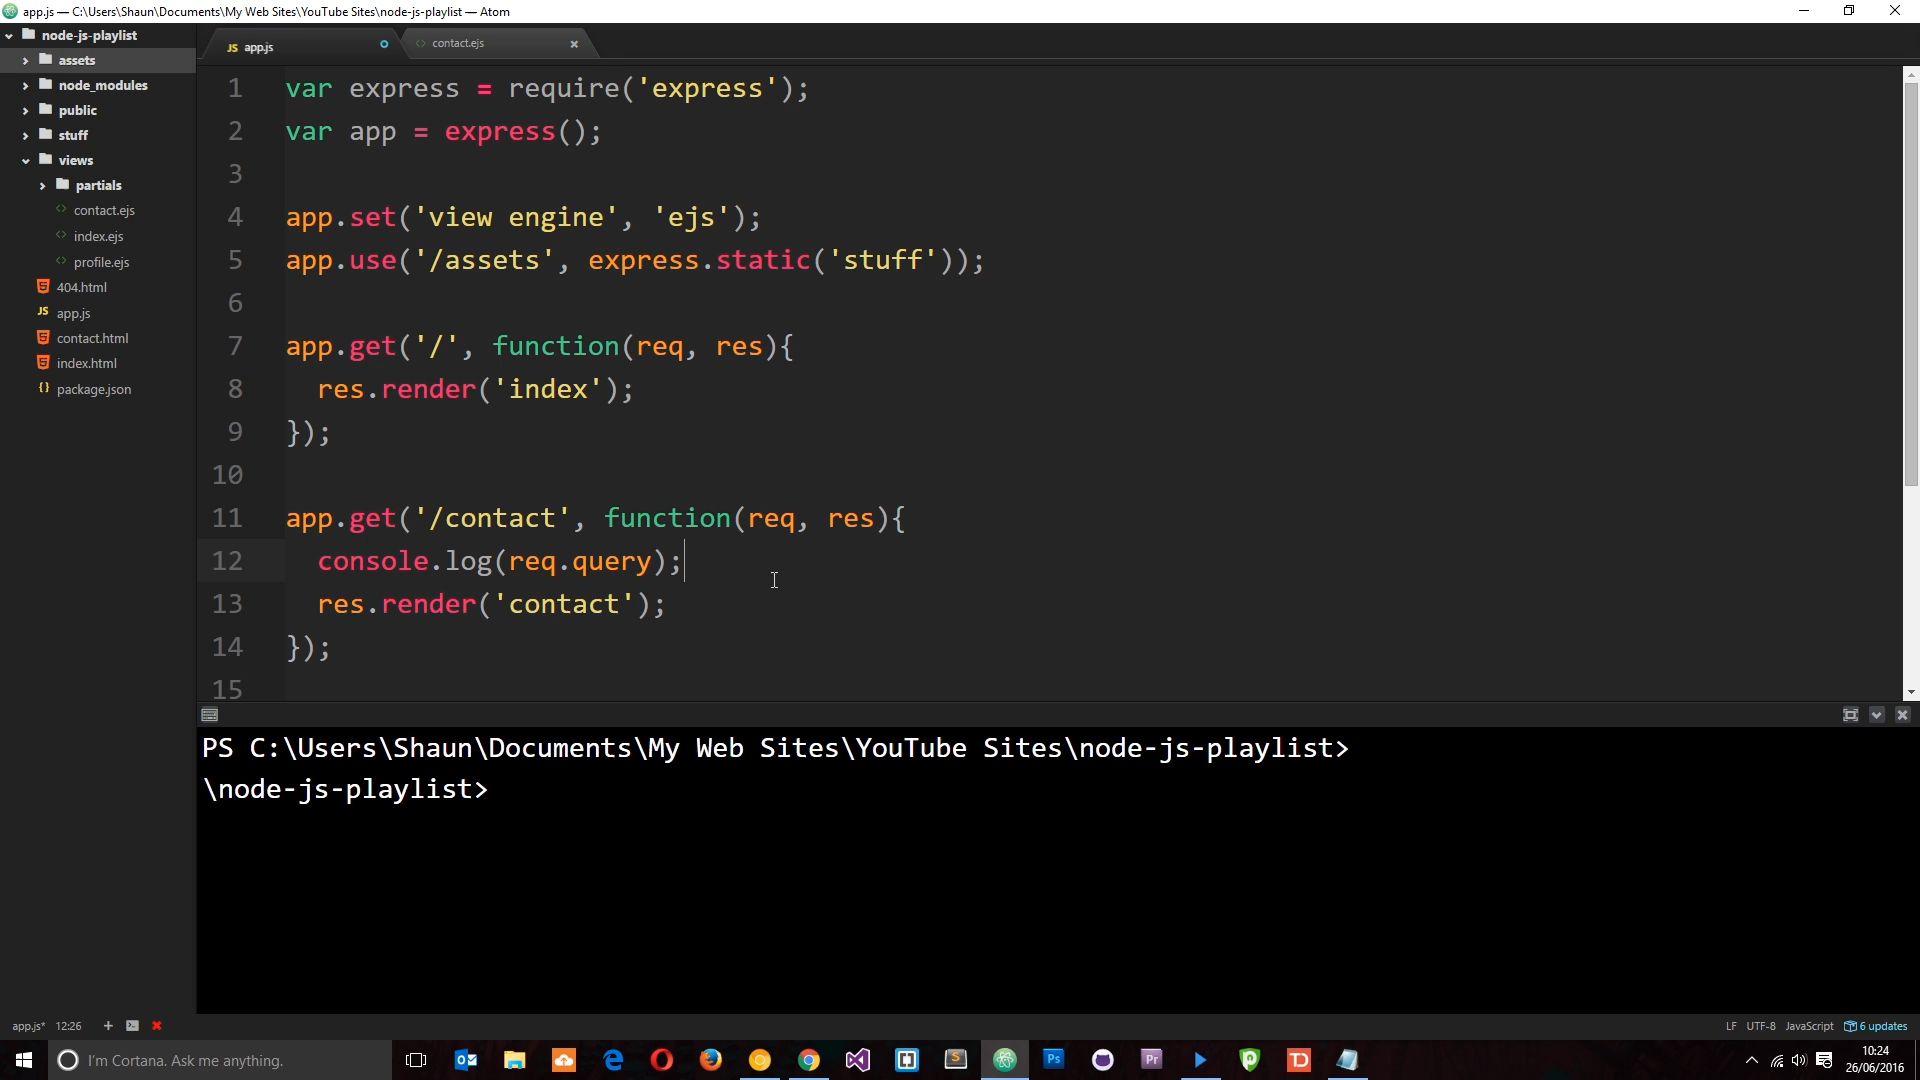 app.js — C:\Users\Shaun\Documents\My Web Sites\YouTube Sites\node-js-playlist — Atom
node-js-playlist
assets
node_modules
public
stuff
views
partials
contact.ejs
index.ejs
profile.ejs
404.html
JS app.js
contact.html
index.html
{} package.json
JS app.js
contact.ejs
1 var express = require('express');
2 var app = express();
3
4 app.set('view engine', 'ejs');
5 app.use('/assets', express.static('stuff'));
6
7 app.get('/', function(req, res){
8 res.render('index');
9 });
10
11 app.get('/contact', function(req, res){
12 console.log(req.query);
13 res.render('contact');
14 });
15
PS C:\Users\Shaun\Documents\My Web Sites\YouTube Sites\node-js-playlist>
\node-js-playlist>
app.js* 12:26
LF UTF-8 JavaScript 6 updates
I'm Cortana. Ask me anything.
Ps
Pr
TD
10:24
26/06/2016